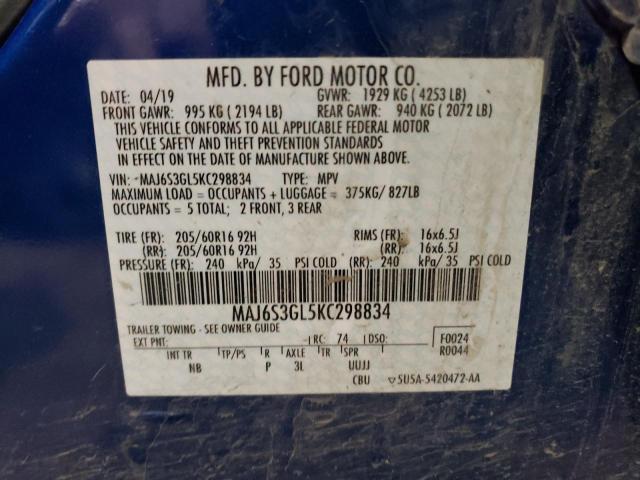 MFD. BY FORD MOTOR CO.
DATE: 04/19 GVWR: 1929 KG ( 4253 LB)
FRONT GAWR: 995 KG ( 2194 LB) REAR GAWR: 940 KG ( 2072 LB)
THIS VEHICLE CONFORMS TO ALL APPLICABLE FEDERAL MOTOR
VEHICLE SAFETY AND THEFT PREVENTION STANDARDS
IN EFFECT ON THE DATE OF MANUFACTURE SHOWN ABOVE.
VIN: -MAJ6S3GL5KC298834 TYPE: MPV
MAXIMUM LOAD = OCCUPANTS + LUGGAGE = 375KG/ 827LB
OCCUPANTS = 5 TOTAL; 2 FRONT, 3 REAR
TIRE (FR): 205/60R16 92H RIMS (FR): 16x6.5J
(RR): 205/60R16 92H (RR): 16x6.5J
PRESSURE (FR): 240 kPa/ 35 PSI COLD (RR): 240 kPa/ 35 PSI COLD
MAJ6S3GL5KC298834
TRAILER TOWING - SEE OWNER GUIDE
EXT PNT: RC: 74 DSO: F0024
INT TR TP/PS R AXLE TR SPR R0044
NB P 3L UUJJ
CBU ▽5U5A-5420472-AA